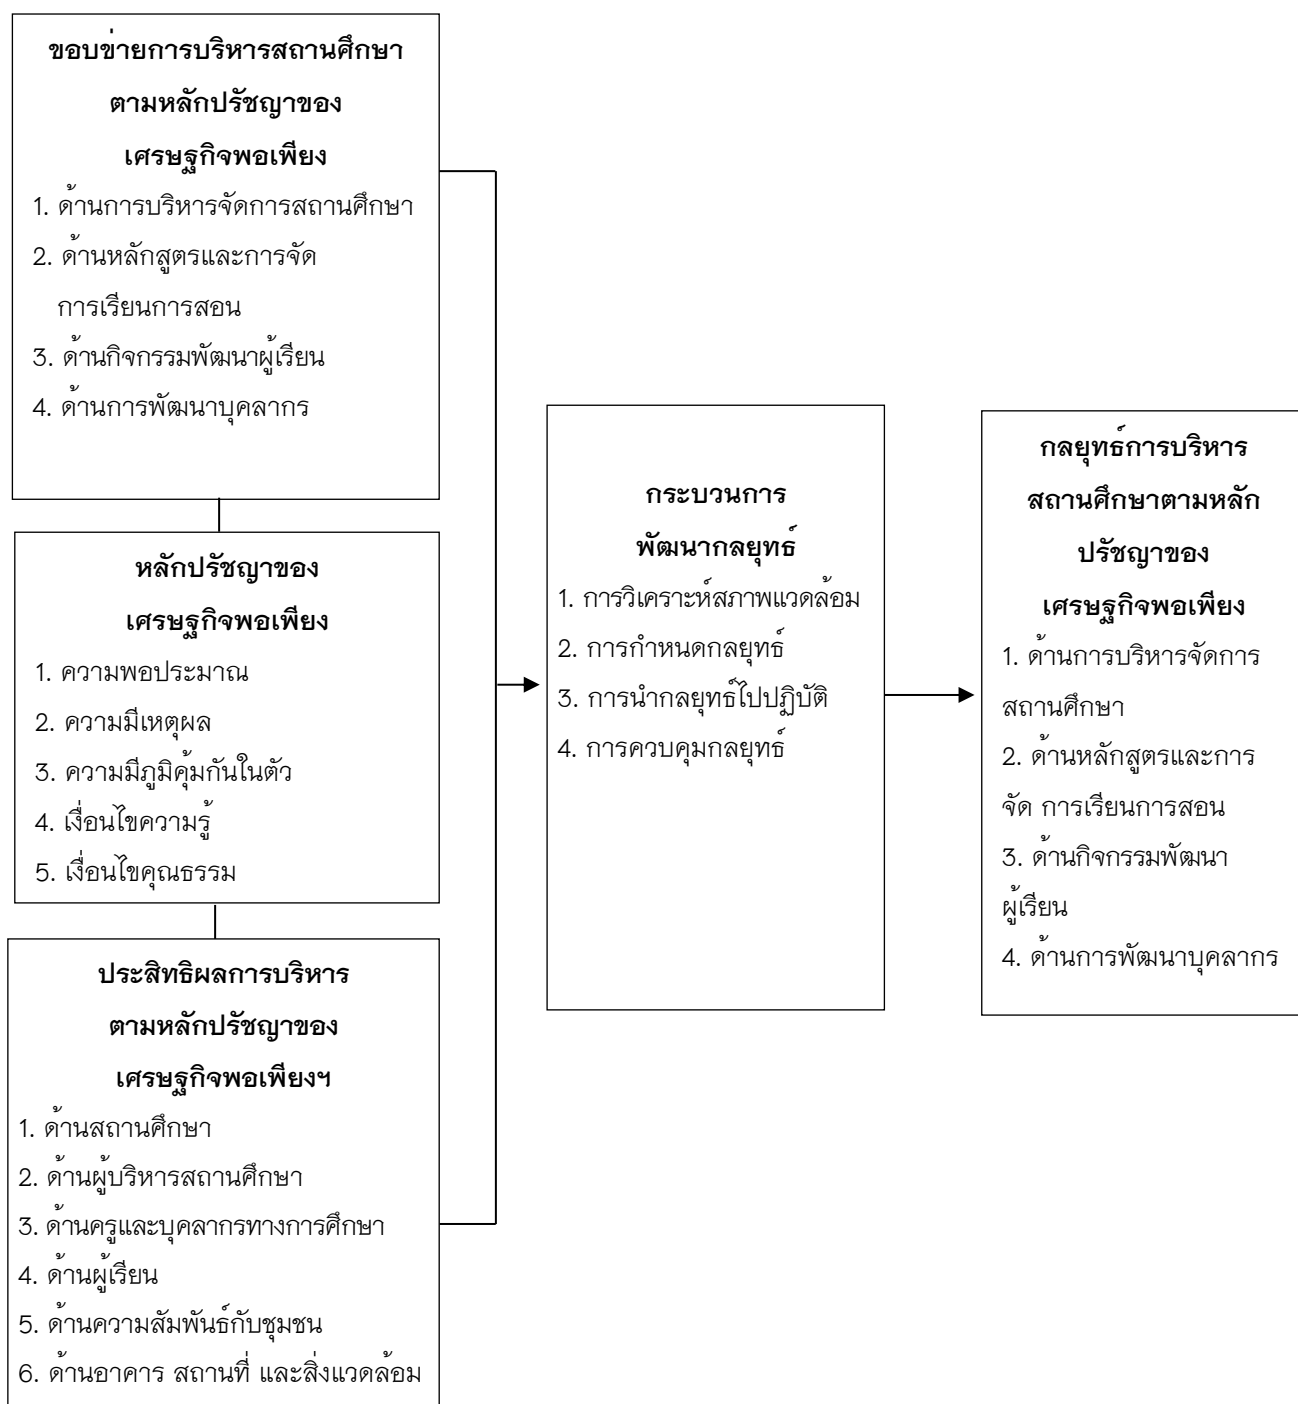 ขอบข่ายการบริหารสถานศึกษา
ตามหลักปรัชญาของ
เศรษฐกิจพอเพียง
1. ด้านการบริหารจัดการสถานศึกษา
2. ด้านหลักสูตรและการจัด
การเรียนการสอน
3. ด้านกิจกรรมพัฒนาผู้เรียน
4. ด้านการพัฒนาบุคลากร
หลักปรัชญาของ
เศรษฐกิจพอเพียง
1. ความพอประมาณ
2. ความมีเหตุผล
3. ความมีภูมิคุ้มกันในตัว
4. เงื่อนไขความรู้
5. เงื่อนไขคุณธรรม
ประสิทธิผลการบริหาร
ตามหลักปรัชญาของ
เศรษฐกิจพอเพียงฯ
1. ด้านสถานศึกษา
2. ด้านผู้บริหารสถานศึกษา
3. ด้านครูและบุคลากรทางการศึกษา
4. ด้านผู้เรียน
5. ด้านความสัมพันธ์กับชุมชน
6. ด้านอาคาร สถานที่ และสิ่งแวดล้อม
กระบวนการ
พัฒนากลยุทธ์
1. การวิเคราะห์สภาพแวดล้อม
2. การกำหนดกลยุทธ์
3. การนำกลยุทธ์ไปปฏิบัติ
4. การควบคุมกลยุทธ์
กลยุทธ์การบริหาร
สถานศึกษาตามหลัก
ปรัชญาของ
เศรษฐกิจพอเพียง
1. ด้านการบริหารจัดการ
สถานศึกษา
2. ด้านหลักสูตรและการ
จัด การเรียนการสอน
3. ด้านกิจกรรมพัฒนา
ผู้เรียน
4. ด้านการพัฒนาบุคลากร